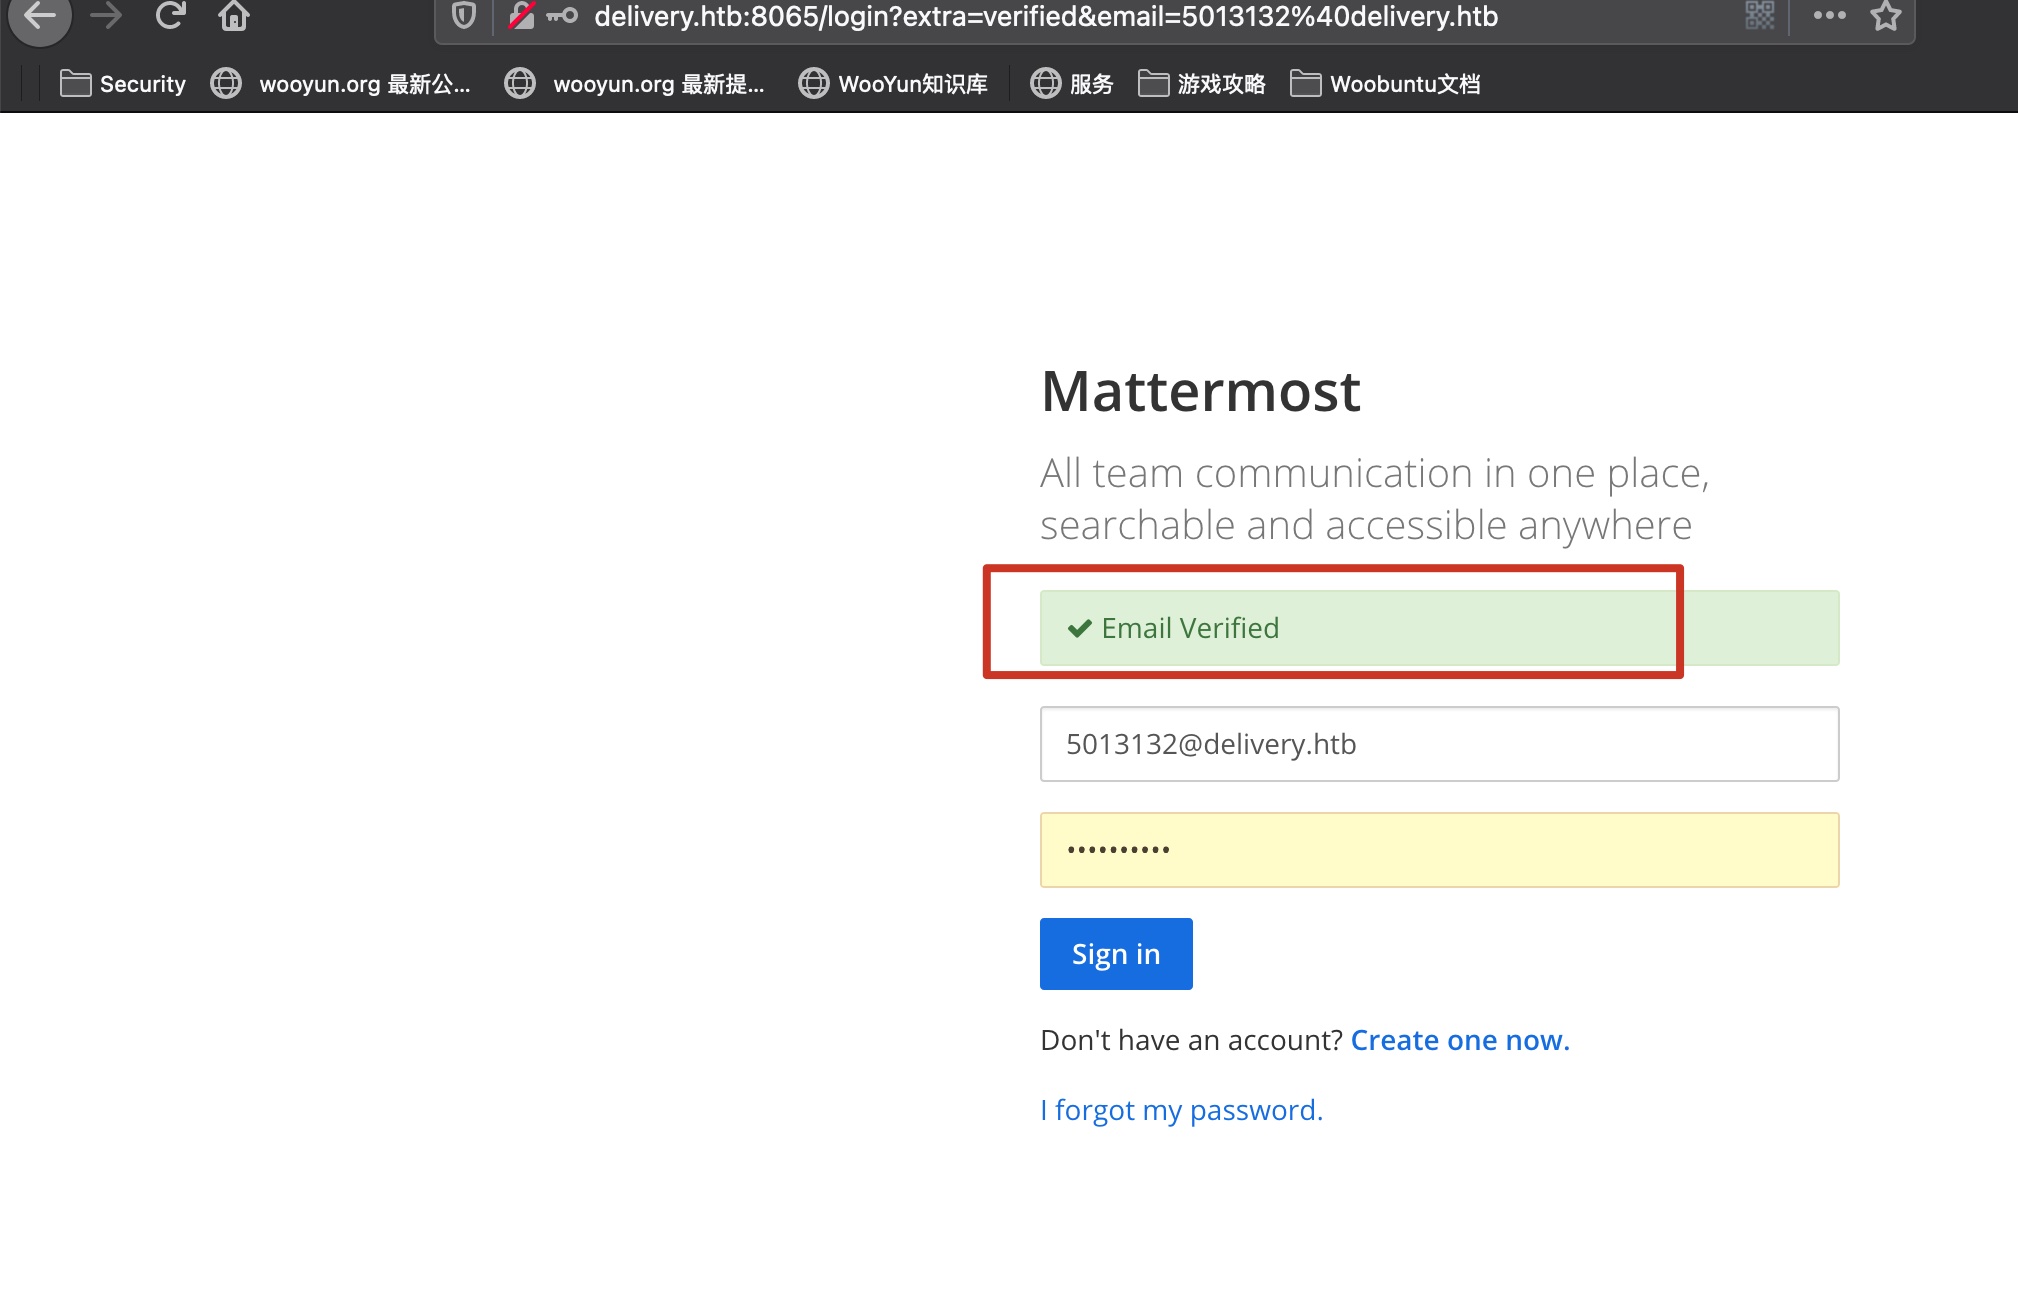 delivery.htb:8065/login?extra=verified&email=5013132%40delivery.htb
Security wooyun.org 最新公... wooyun.org 最新提... WooYun知识库 服务 游戏攻略 Woobuntu文档
Mattermost
All team communication in one place,
searchable and accessible anywhere
Email Verified
5013132@delivery.htb
••••••••••
Sign in
Don't have an account? Create one now.
I forgot my password.